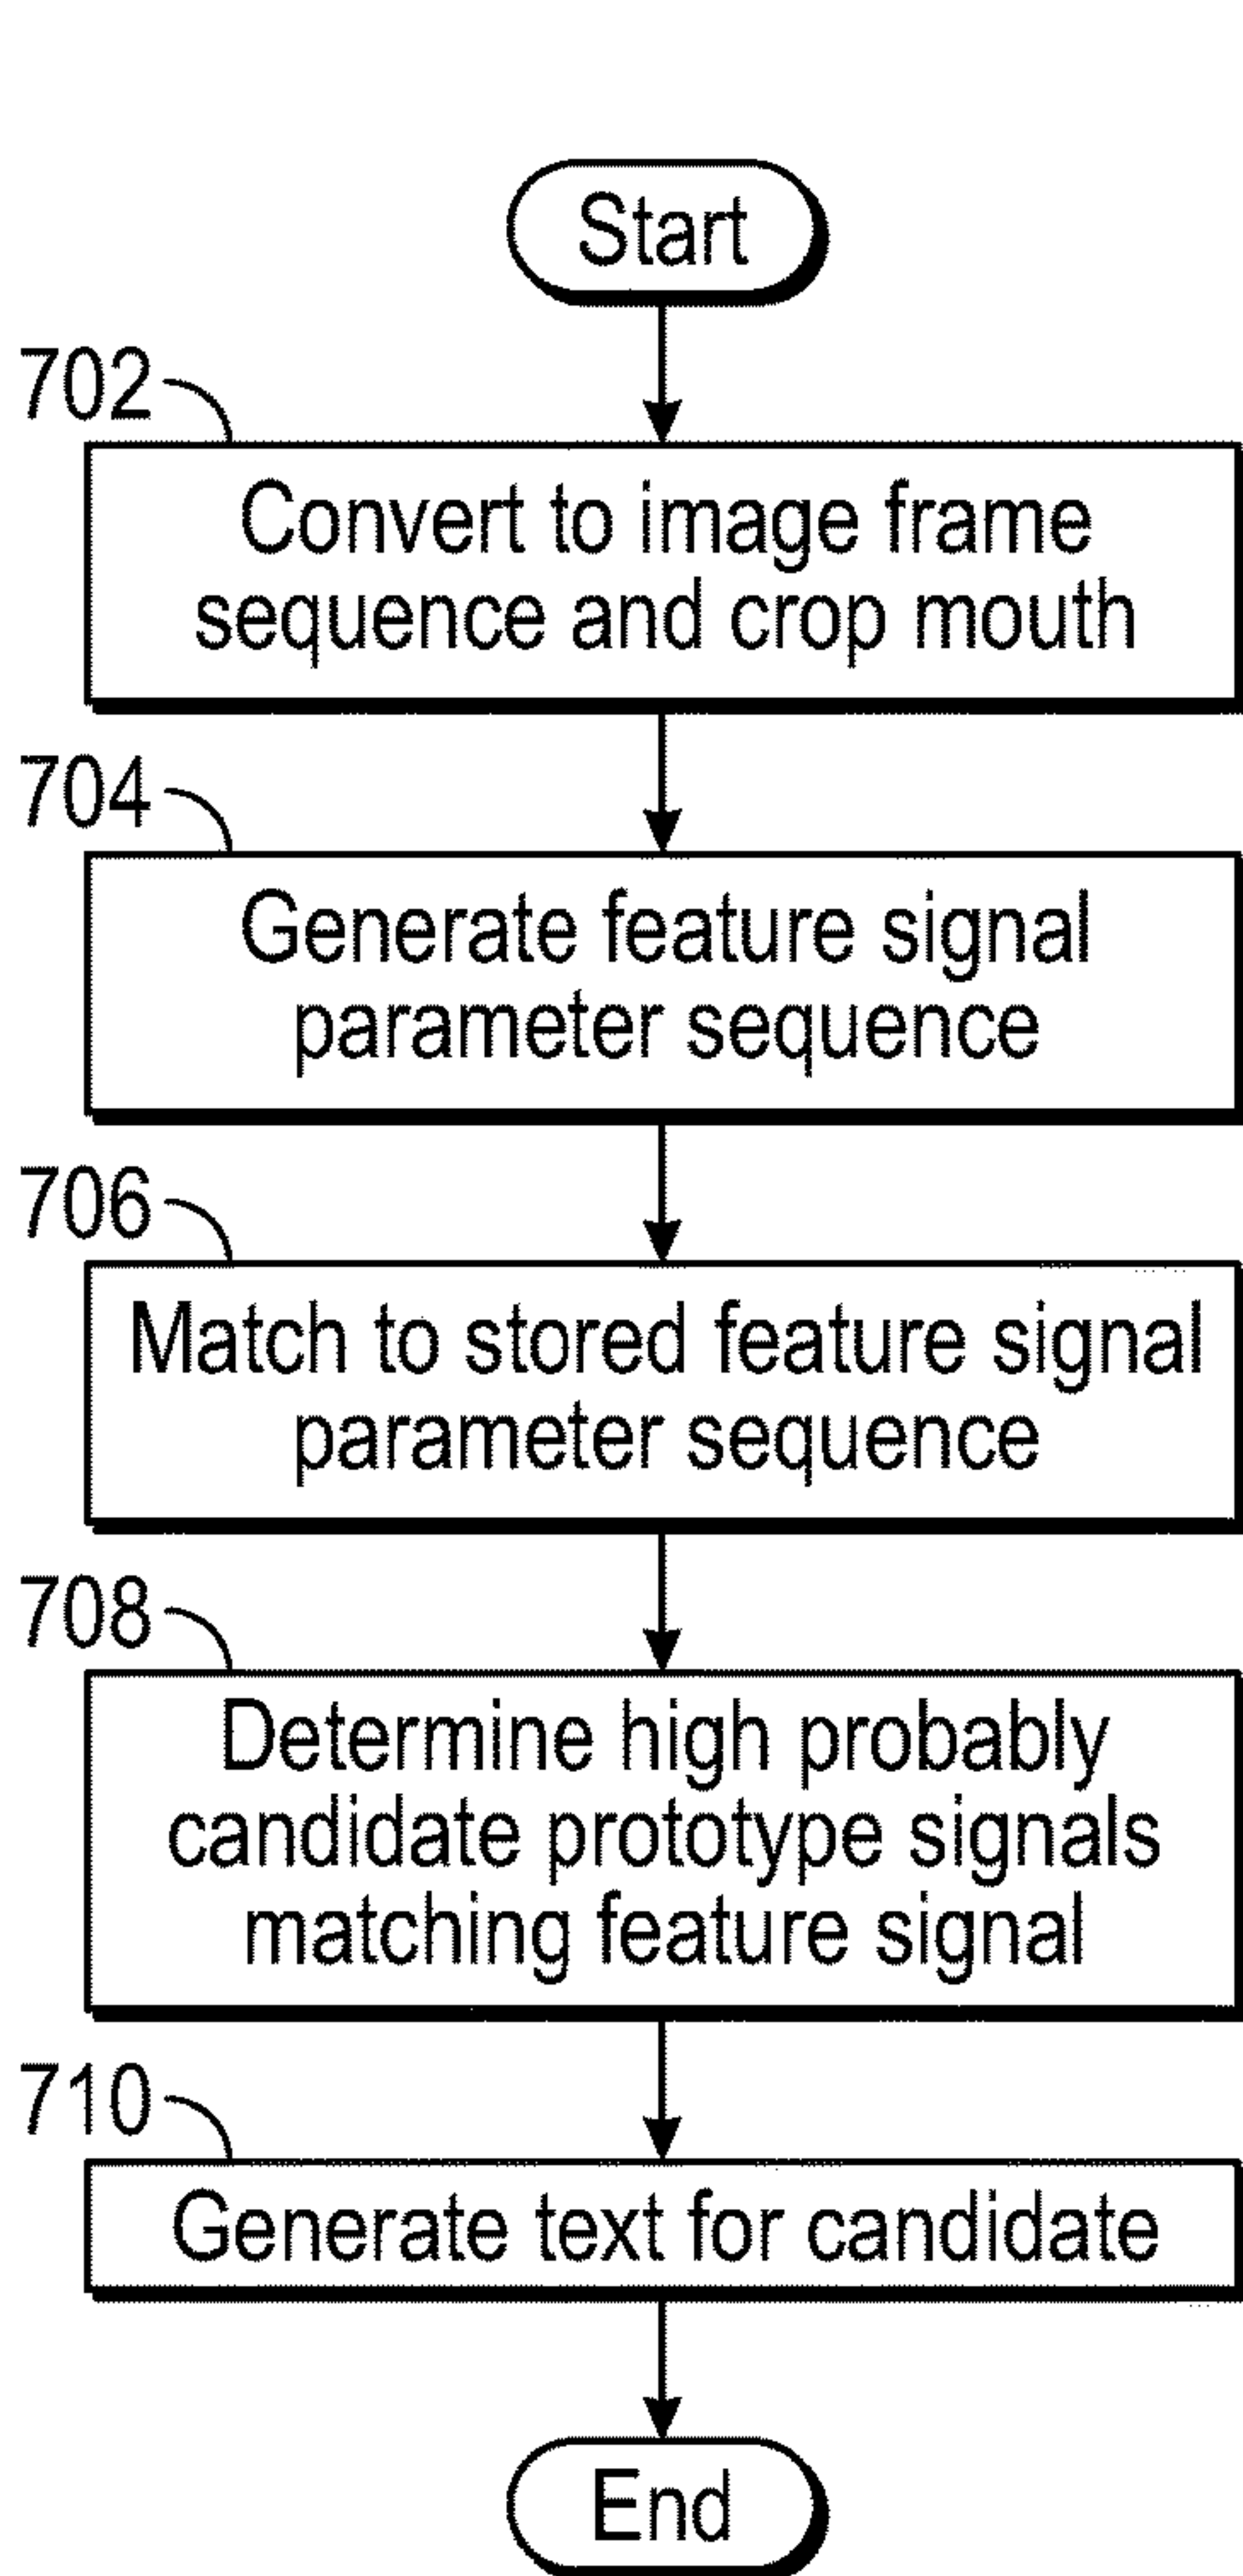 Start
702
Convert to image frame
sequence and crop mouth
704
Generate feature signal
parameter sequence
706
Match to stored feature signal
parameter sequence
708
Determine high probably
candidate prototype signals
matching feature signal
710
Generate text for candidate
End